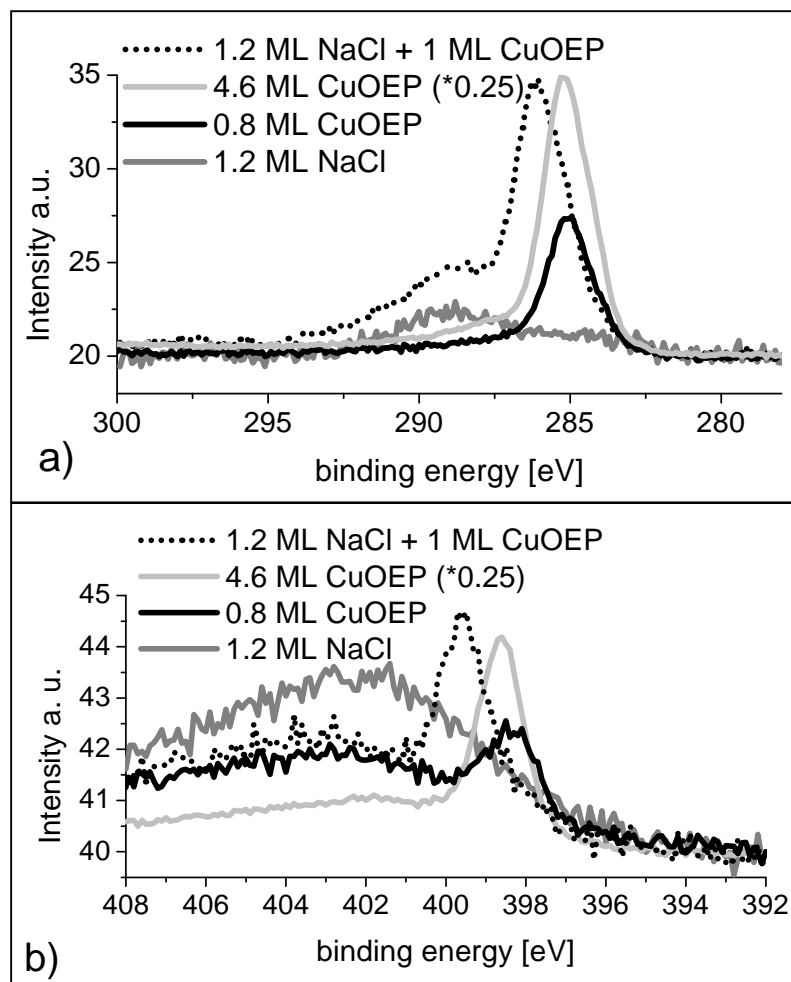 1.2 ML NaCl + 1 ML CuOEP
4.6 ML CuOEP (*0.25)
0.8 ML CuOEP
1.2 ML NaCl
35
30
25
20
Intensity a.u.
300
295
290
285
280
binding energy [eV]
a)
1.2 ML NaCl + 1 ML CuOEP
4.6 ML CuOEP (*0.25)
0.8 ML CuOEP
1.2 ML NaCl
45
44
43
42
41
40
Intensity a. u.
408
406
404
402
400
398
396
394
392
binding energy [eV]
b)